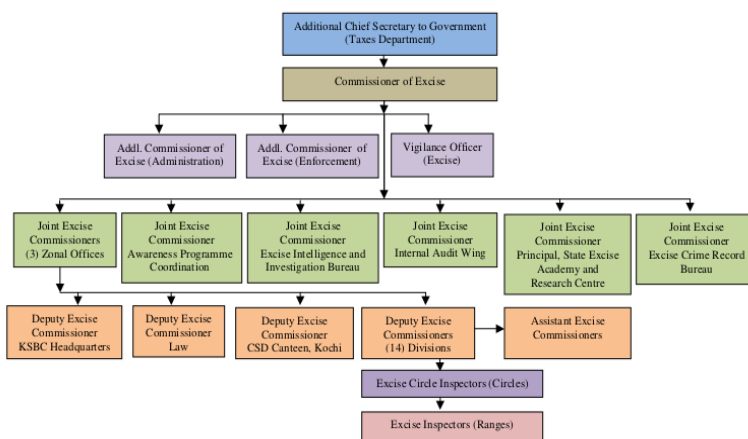 Additional Chief Secretary to Government
(Taxes Department)
Commissioner of Excise
Addl. Commissioner of
Excise (Administration)
Addl. Commissioner
of Excise (Enforcement)
Vigilance Officer
(Excise)
Joint Excise
Commissioners
(3) Zonal Offices
Joint Excise
Commissioner
Awareness Programme
Coordination
Joint Excise
Commissioner
Excise Intelligence and
Investigation Bureau
Joint Excise
Commissioner
Internal Audit Wing
Joint Excise
Commissioner
Principal, State Excise
Academy and
Research Centre
Joint Excise
Commissioner
Excise Crime Record
Bureau
Deputy Excise
Commissioner
KSBC Headquarters
Deputy Excise
Commissioner
Law
Deputy Excise
Commissioner
CSD Canteen, Kochi
Deputy Excise
Commissioners
(14) Divisions
Assistant Excise
Commissioners
Excise Circle Inspectors (Circles)
Excise Inspectors (Ranges)